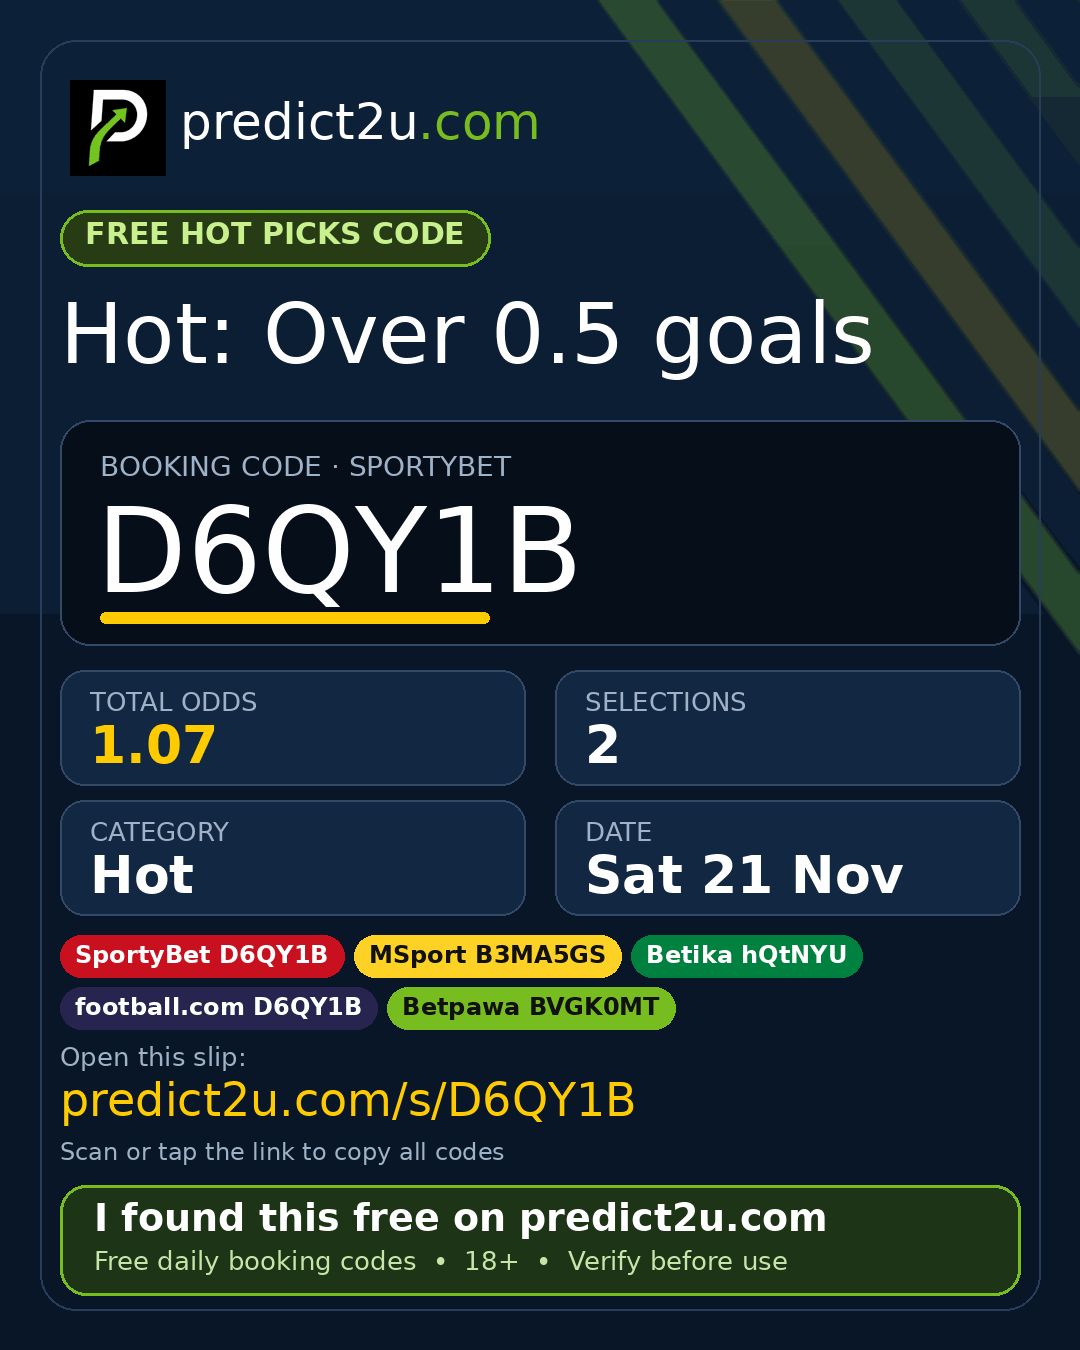 predict2u.com
FREE HOT PICKS CODE
Hot: Over 0.5 goals
BOOKING CODE · SPORTYBET
D6QY1B
TOTAL ODDS
1.07
SELECTIONS
2
CATEGORY
Hot
DATE
Sat 21 Nov
SportyBet D6QY1B
MSport B3MA5GS
Betika hQtNYU
football.com D6QY1B
Betpawa BVGK0MT
Open this slip:
predict2u.com/s/D6QY1B
Scan or tap the link to copy all codes
I found this free on predict2u.com
Free daily booking codes • 18+ • Verify before use